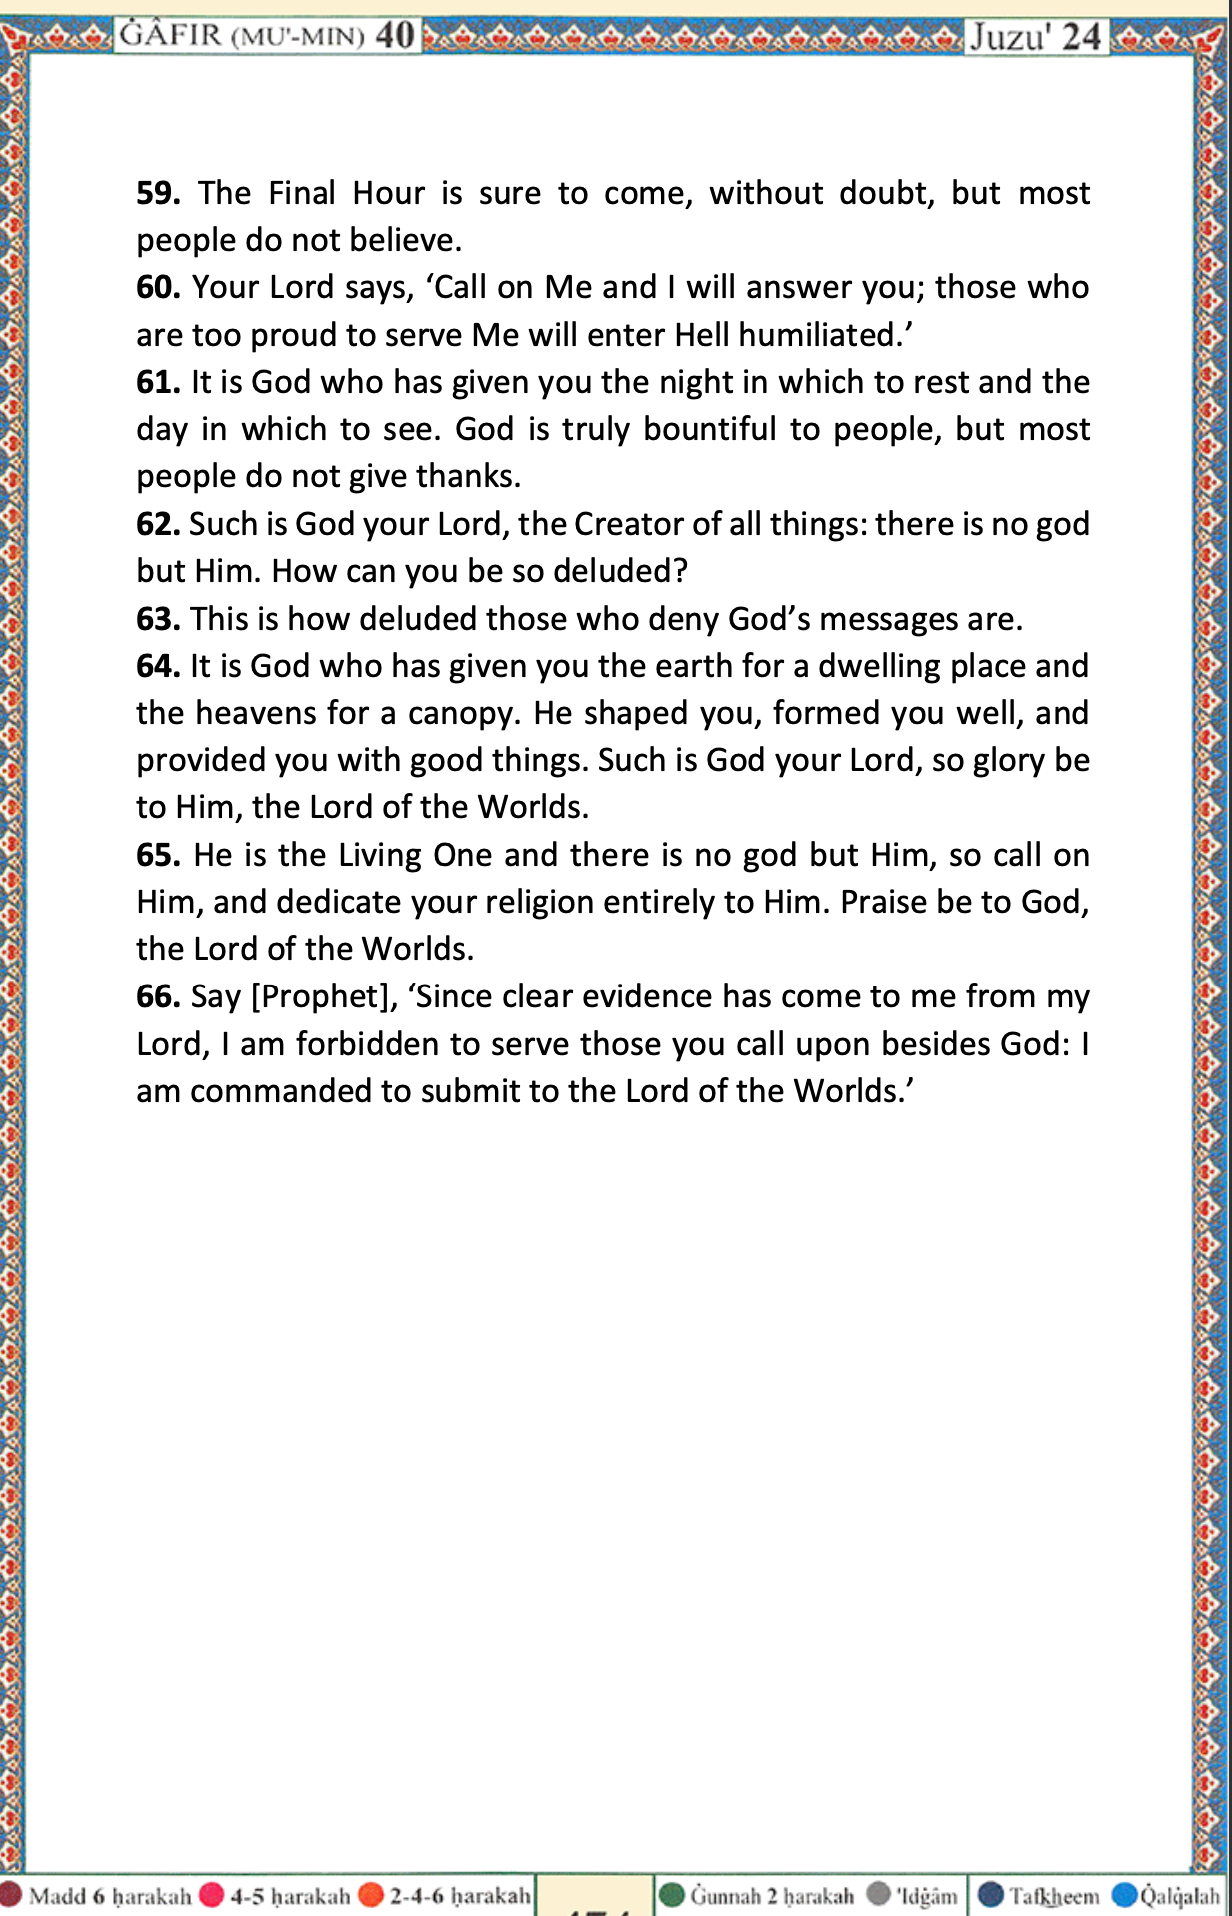 ĠÂFIR (MU'-MIN) 40 Juzu' 24
59. The Final Hour is sure to come, without doubt, but most
people do not believe.
60. Your Lord says, ‘Call on Me and I will answer you; those who
are too proud to serve Me will enter Hell humiliated.’
61. It is God who has given you the night in which to rest and the
day in which to see. God is truly bountiful to people, but most
people do not give thanks.
62. Such is God your Lord, the Creator of all things: there is no god
but Him. How can you be so deluded?
63. This is how deluded those who deny God’s messages are.
64. It is God who has given you the earth for a dwelling place and
the heavens for a canopy. He shaped you, formed you well, and
provided you with good things. Such is God your Lord, so glory be
to Him, the Lord of the Worlds.
65. He is the Living One and there is no god but Him, so call on
Him, and dedicate your religion entirely to Him. Praise be to God,
the Lord of the Worlds.
66. Say [Prophet], ‘Since clear evidence has come to me from my
Lord, I am forbidden to serve those you call upon besides God: I
am commanded to submit to the Lord of the Worlds.’
Madd 6 ḥarakah 4-5 ḥarakah 2-4-6 ḥarakah Ġunnah 2 ḥarakah 'Idġâm Tafkheem Q̇alq̇alah